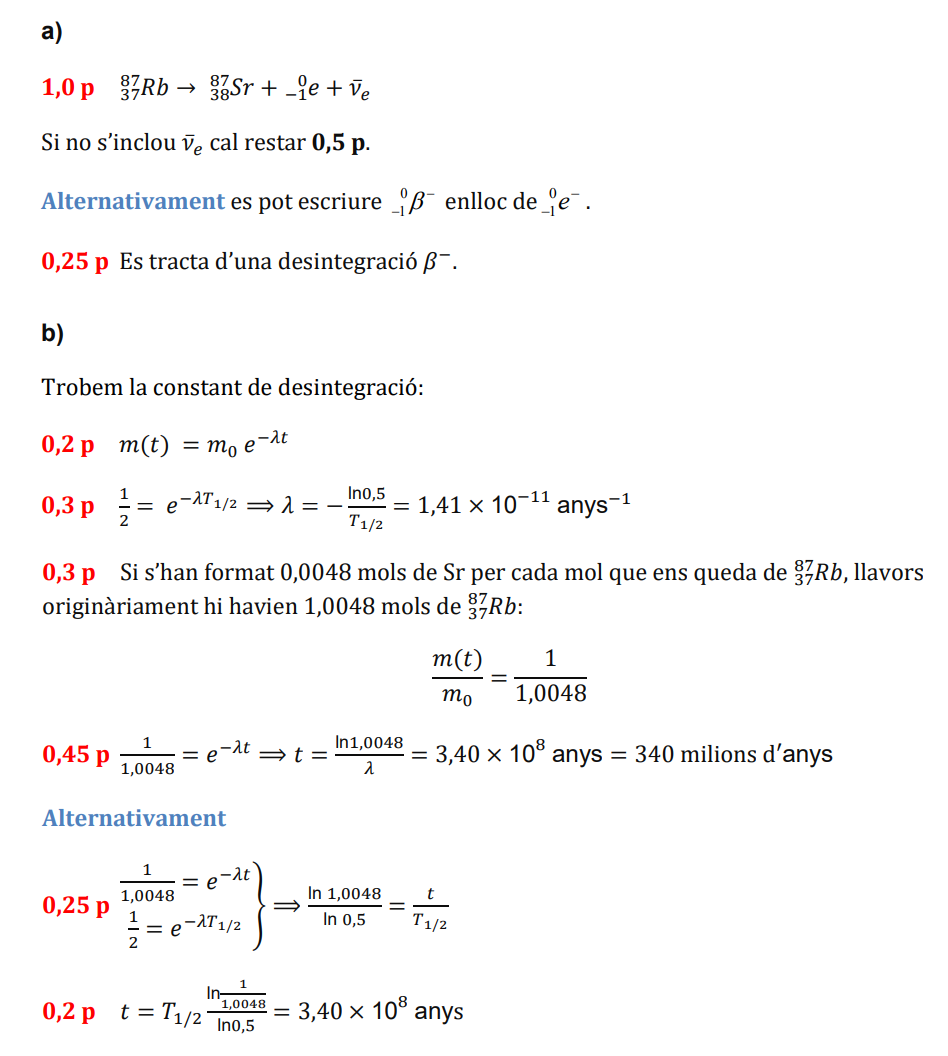 a)
1,0 p $^{87}_{37}Rb \rightarrow \, ^{87}_{38}Sr + \, ^{0}_{-1}e + \bar{\nu}_e$
Si no s’inclou $\bar{\nu}_e$ cal restar 0,5 p.
Alternativament es pot escriure $^{0}_{-1}\beta^-$ enlloc de $^{0}_{-1}e^-$ .
0,25 p Es tracta d’una desintegració $\beta^-$.
b)
Trobem la constant de desintegració:
0,2 p $m(t) = m_0 \, e^{-\lambda t}$
0,3 p $\frac{1}{2} = e^{-\lambda T_{1/2}} \Longrightarrow \lambda = -\frac{\ln 0,5}{T_{1/2}} = 1,41 \times 10^{-11}$ anys$^{-1}$
0,3 p Si s’han format 0,0048 mols de Sr per cada mol que ens queda de $^{87}_{37}Rb$, llavors
originàriament hi havien 1,0048 mols de $^{87}_{37}Rb$:
$\frac{m(t)}{m_0} = \frac{1}{1,0048}$
0,45 p $\frac{1}{1,0048} = e^{-\lambda t} \Longrightarrow t = \frac{\ln 1,0048}{\lambda} = 3,40 \times 10^8$ anys = 340 milions d’anys
Alternativament
0,25 p $\left. \begin{matrix} \frac{1}{1,0048} = e^{-\lambda t} \\ \frac{1}{2} = e^{-\lambda T_{1/2}} \end{matrix} \right\} \Longrightarrow \frac{\ln 1,0048}{\ln 0,5} = \frac{t}{T_{1/2}}$
0,2 p $t = T_{1/2} \frac{\ln \frac{1}{1,0048}}{\ln 0,5} = 3,40 \times 10^8$ anys